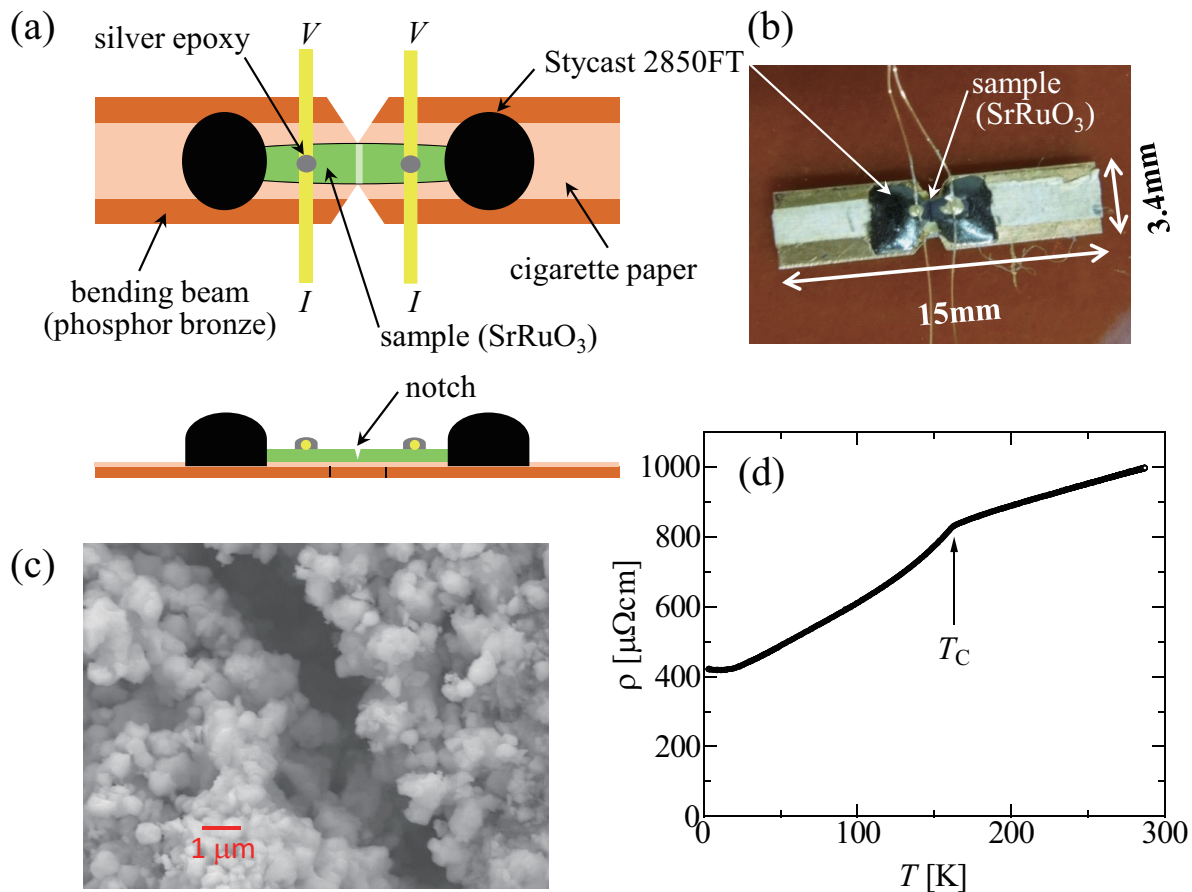 (a)
silver epoxy
V
V
Stycast 2850FT
bending beam
(phosphor bronze)
I
I
sample (SrRuO3)
cigarette paper
notch
(b)
sample
(SrRuO3)
3.4mm
15mm
(c)
1 μm
(d)
1000
800
600
400
200
0
ρ [μΩcm]
TC
0
100
200
300
T [K]